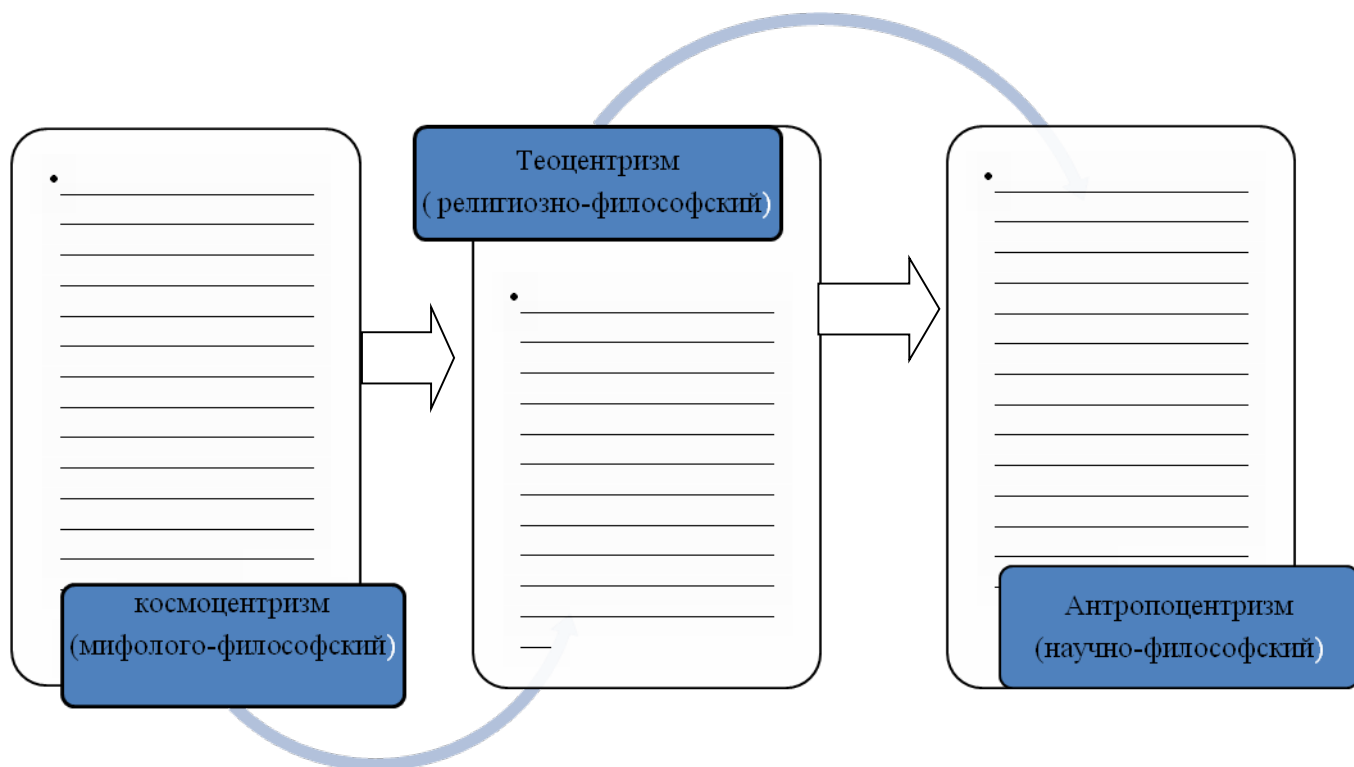 космоцентризм
(мифолого-философский)
Теоцентризм
( религиозно-философский)
Антропоцентризм
(научно-философский)